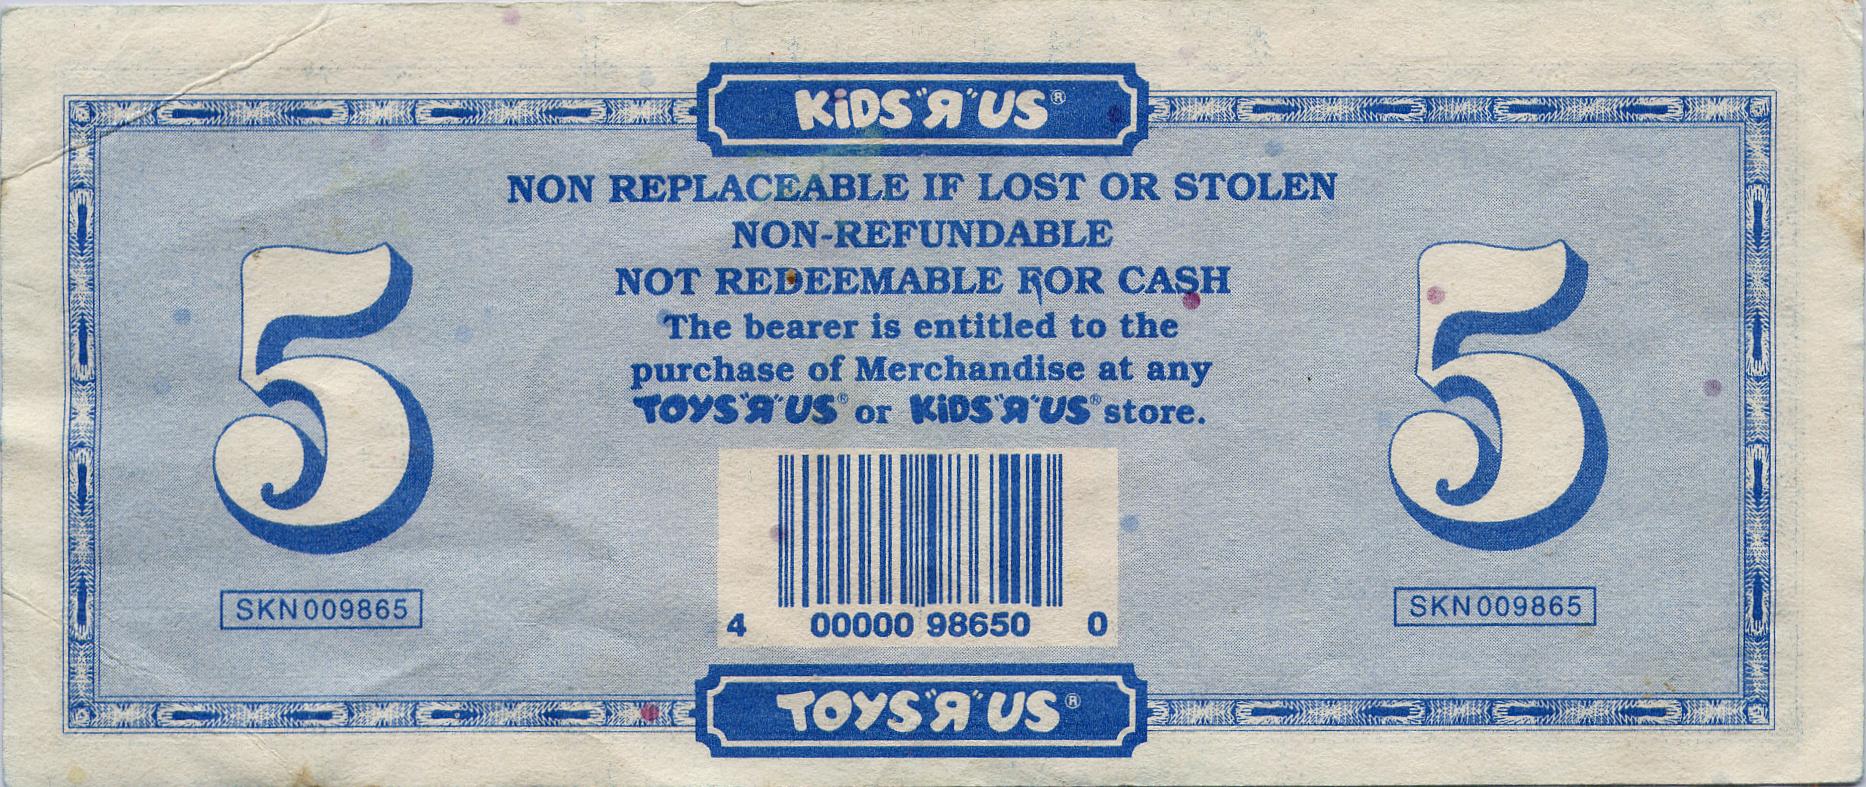 KiDS"R"US®
NON REPLACEABLE IF LOST OR STOLEN
NON-REFUNDABLE
NOT REDEEMABLE FOR CASH
The bearer is entitled to the
purchase of Merchandise at any
TOYS"R"US® or KiDS"R"US® store.
5
5
SKN009865
SKN009865
4 00000 98650 0
TOYS"R"US®